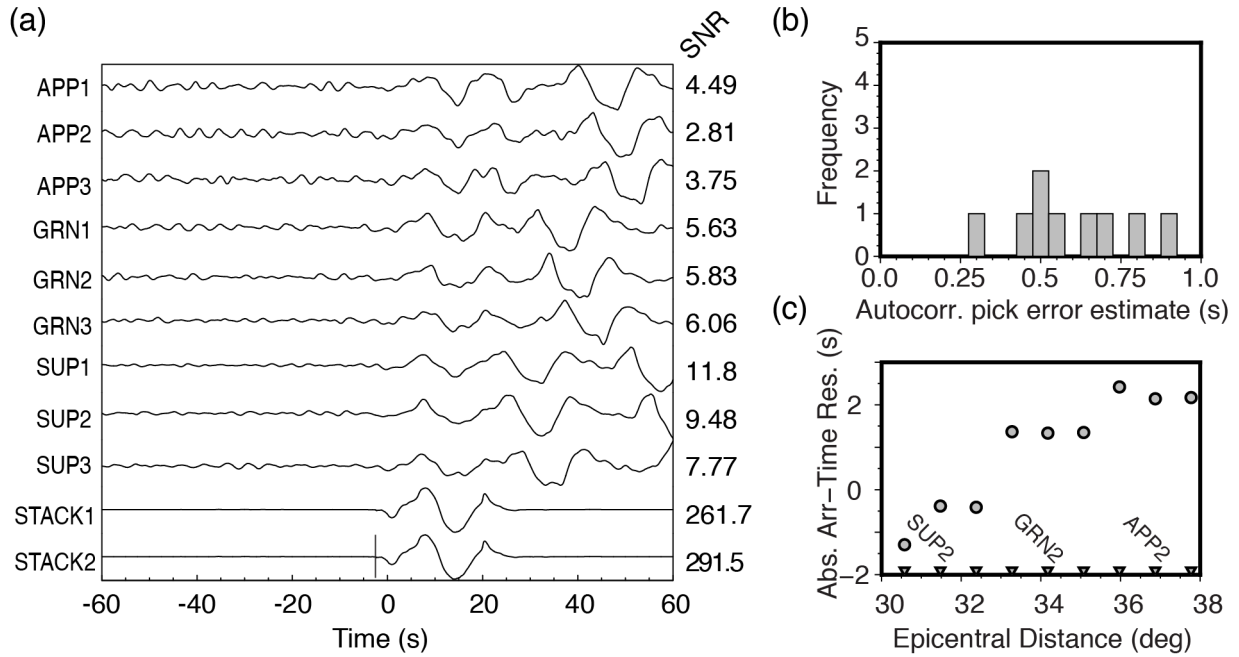 (a)
SNR
APP1 4.49
APP2 2.81
APP3 3.75
GRN1 5.63
GRN2 5.83
GRN3 6.06
SUP1 11.8
SUP2 9.48
SUP3 7.77
STACK1 261.7
STACK2 291.5
-60 -40 -20 0 20 40 60
Time (s)
(b)
Frequency
5
4
3
2
1
0
0.0 0.25 0.5 0.75 1.0
Autocorr. pick error estimate (s)
(c)
Abs. Arr−Time Res. (s)
2
0
−2
SUP2 GRN2 APP2
30 32 34 36 38
Epicentral Distance (deg)